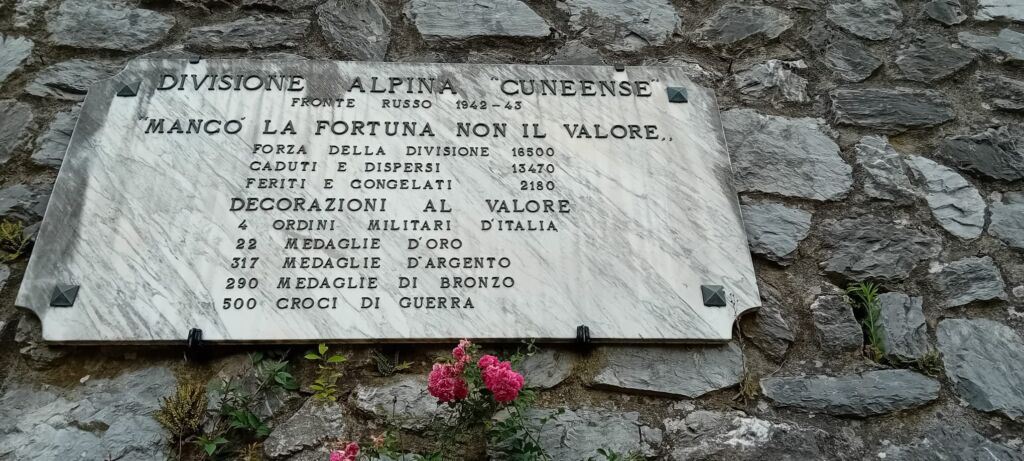 DIVISIONE ALPINA "CUNEENSE"
FRONTE RUSSO 1942-43
"MANCÒ LA FORTUNA NON IL VALORE,,
FORZA DELLA DIVISIONE 16500
CADUTI E DISPERSI 13470
FERITI E CONGELATI 2180
DECORAZIONI AL VALORE
4 ORDINI MILITARI D'ITALIA
22 MEDAGLIE D'ORO
317 MEDAGLIE D'ARGENTO
290 MEDAGLIE DI BRONZO
500 CROCI DI GUERRA